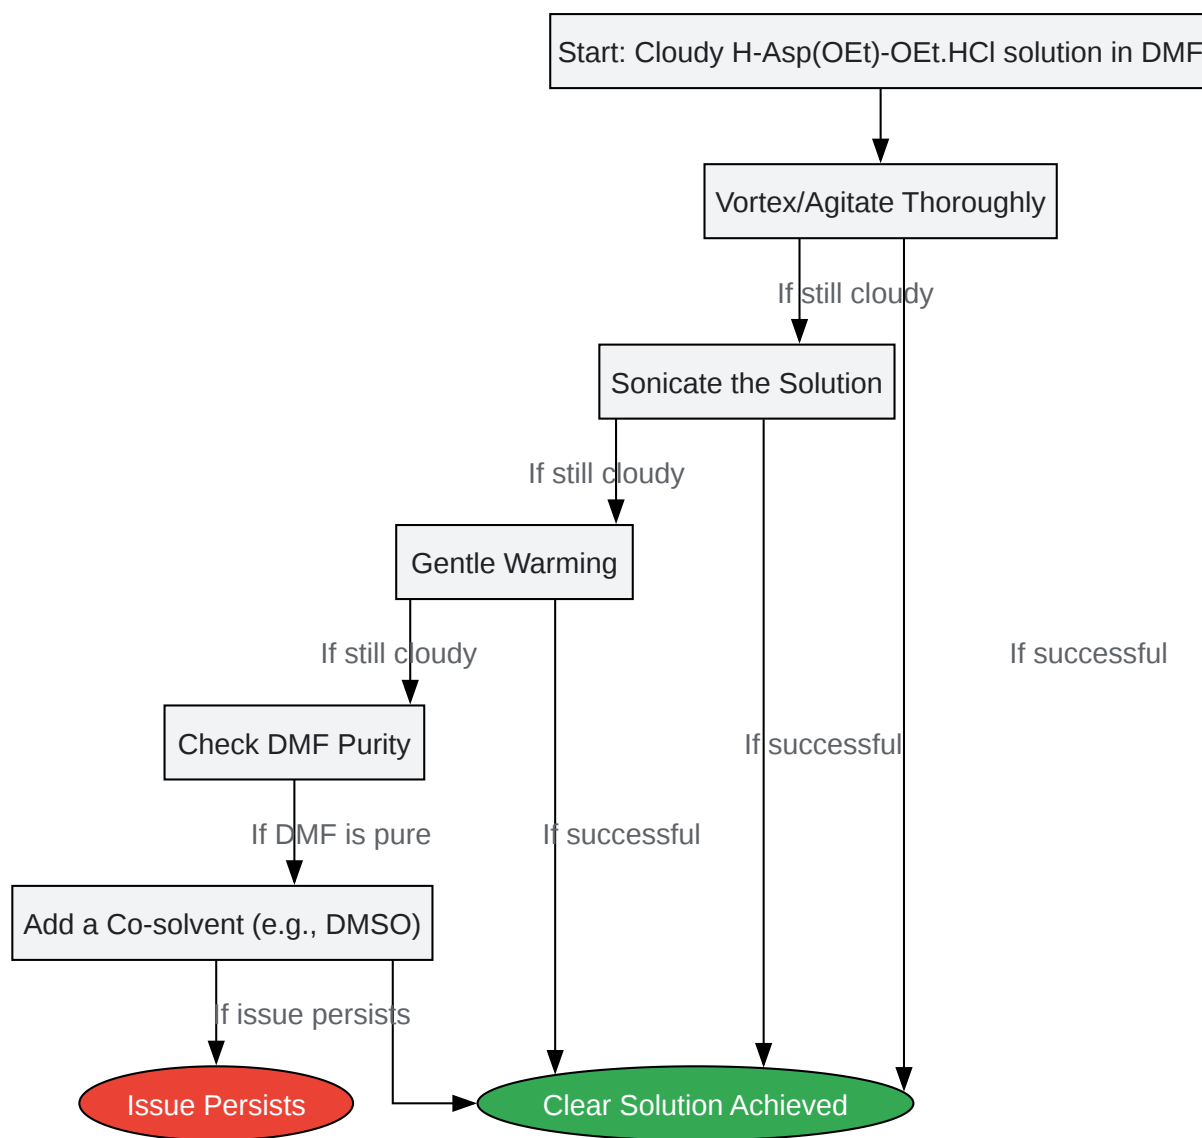 Start: Cloudy H-Asp(OEt)-OEt.HCl solution in DMF
Vortex/Agitate Thoroughly
If still cloudy
Sonicate the Solution
If still cloudy
Gentle Warming
If still cloudy
If successful
Check DMF Purity
If successful
If DMF is pure
If successful
Add a Co-solvent (e.g., DMSO)
If issue persists
Issue Persists
Clear Solution Achieved